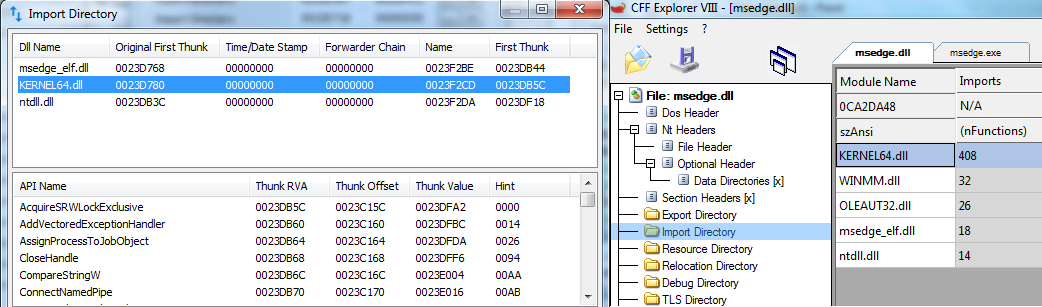 Import Directory
Dll Name Original First Thunk Time/Date Stamp Forwarder Chain Name First Thunk
msedge_elf.dll 0023D768 00000000 00000000 0023F2BE 0023DB44
KERNEL64.dll 0023D780 00000000 00000000 0023F2CD 0023DB5C
ntdll.dll 0023DB3C 00000000 00000000 0023F2DA 0023DF18
API Name Thunk RVA Thunk Offset Thunk Value Hint
AcquireSRWLockExclusive 0023DB5C 0023C15C 0023DFA2 0000
AddVectoredExceptionHandler 0023DB60 0023C160 0023DFBC 0014
AssignProcessToJobObject 0023DB64 0023C164 0023DFDA 0026
CloseHandle 0023DB68 0023C168 0023DFF6 0094
CompareStringW 0023DB6C 0023C16C 0023E004 00AA
ConnectNamedPipe 0023DB70 0023C170 0023E016 00AB
CFF Explorer VIII - [msedge.dll]
File Settings ?
File: msedge.dll
Dos Header
Nt Headers
File Header
Optional Header
Data Directories [x]
Section Headers [x]
Export Directory
Import Directory
Resource Directory
Relocation Directory
Debug Directory
TLS Directory
msedge.dll msedge.exe
Module Name Imports
0CA2DA48 N/A
szAnsi (nFunctions)
KERNEL64.dll 408
WINMM.dll 32
OLEAUT32.dll 26
msedge_elf.dll 18
ntdll.dll 14